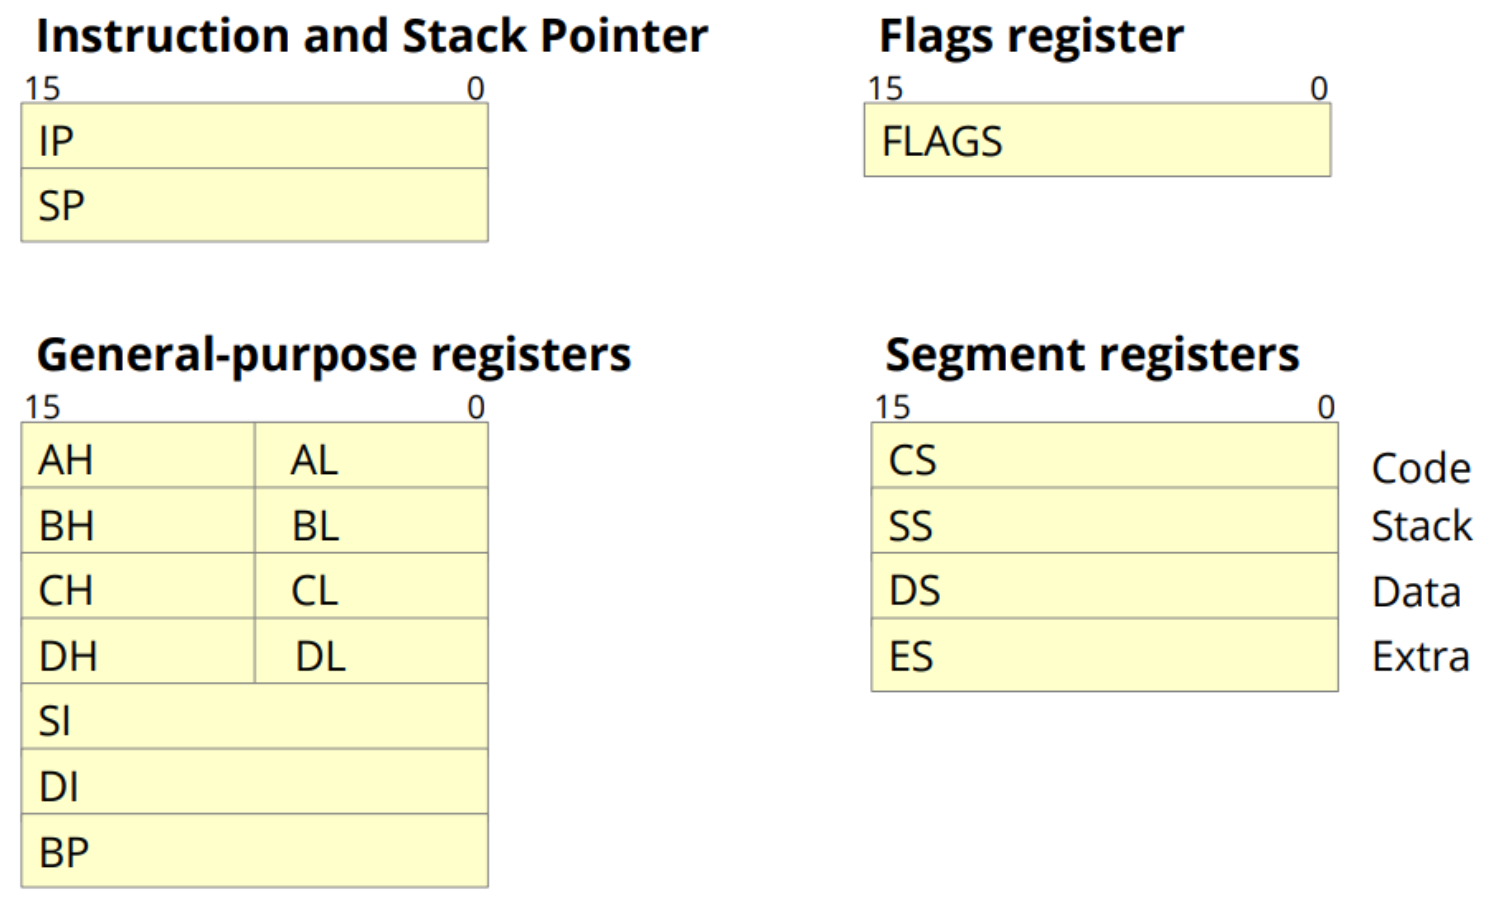 Instruction and Stack Pointer
15 0
IP
SP
Flags register
15 0
FLAGS
General-purpose registers
15 0
AH AL
BH BL
CH CL
DH DL
SI
DI
BP
Segment registers
15 0
CS Code
SS Stack
DS Data
ES Extra